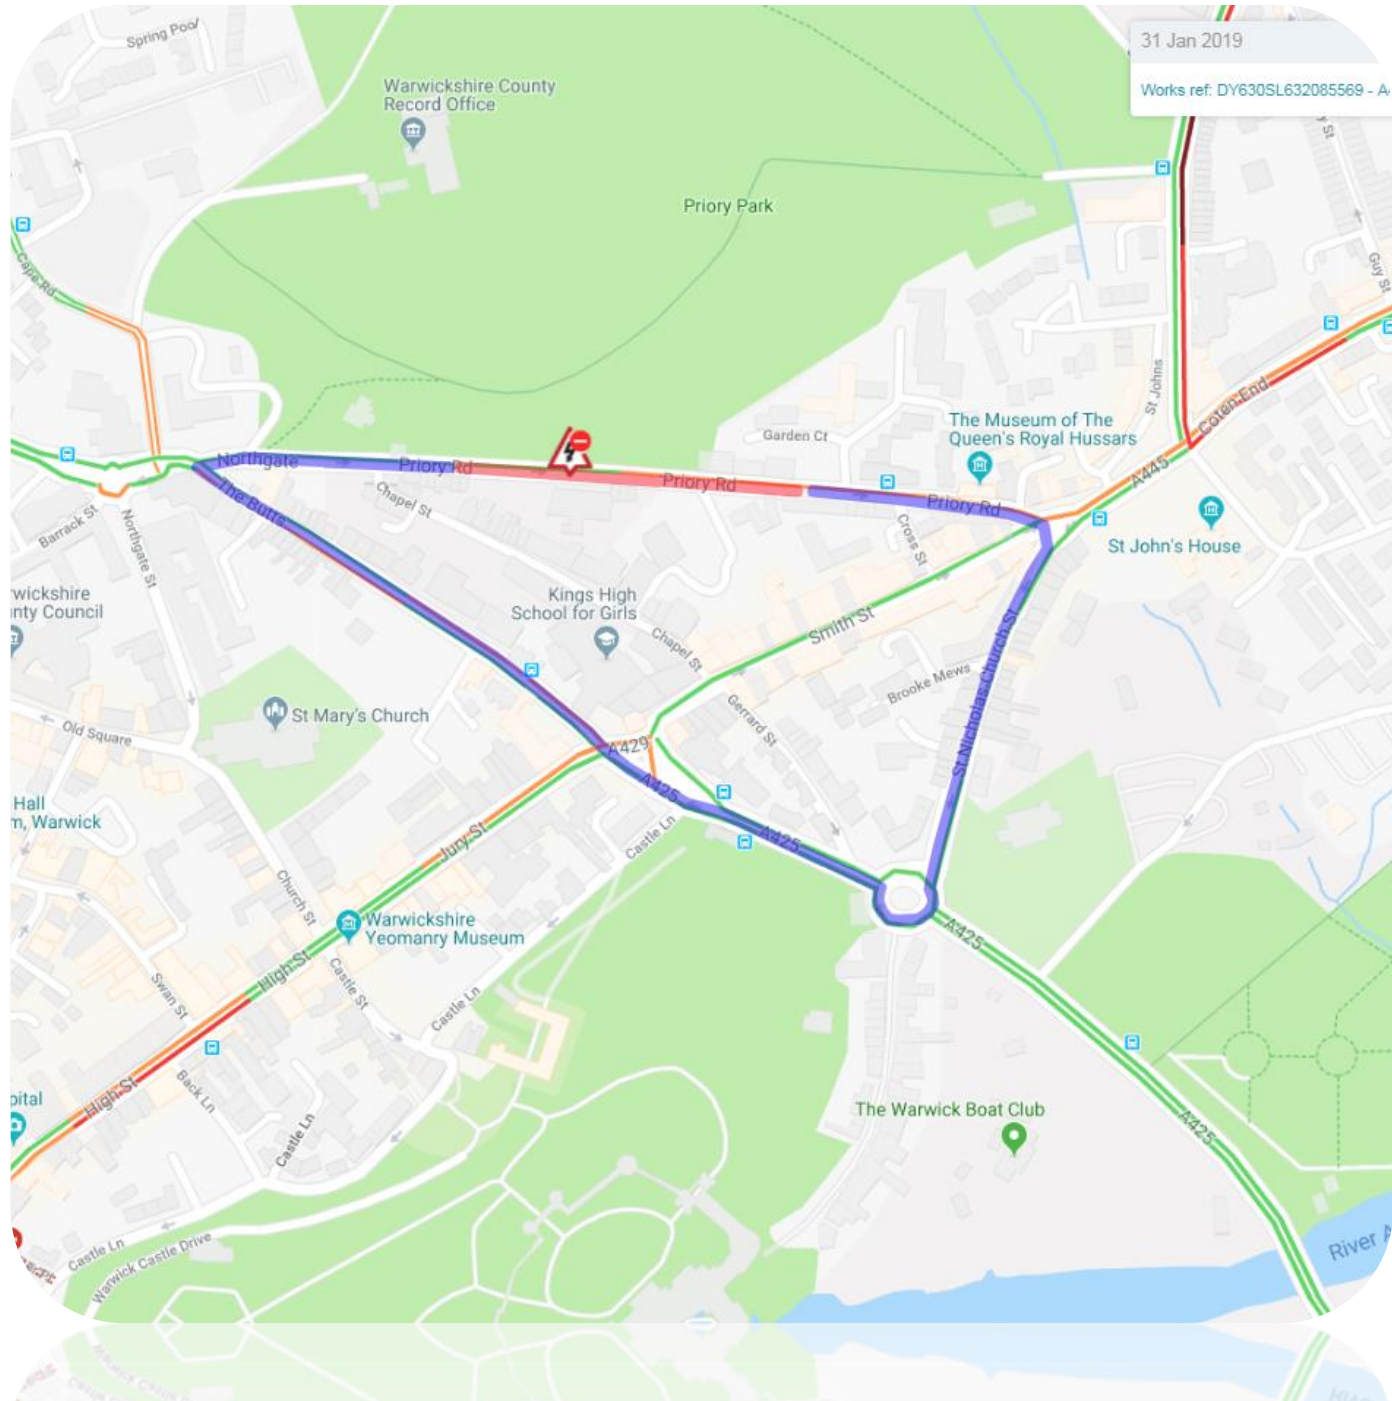 31 Jan 2019
Works ref: DY630SL632085569 - A
Spring Pool
Warwickshire County
Record Office
Priory Park
Cape Rd
Guy St
St Johns
Coten End
Garden Ct
The Museum of The
Queen's Royal Hussars
A445
Northgate
Priory Rd
Priory Rd
Priory Rd
Chapel St
The Butts
Barrack St
Northgate St
Cross St
St John's House
Kings High
School for Girls
Smith St
Chapel St
Brooke Mews
St Nicholas Church St
Gerrard St
St Mary's Church
Old Square
A429
A425
A425
Castle Ln
Jury St
Hall
, Warwick
Church St
Warwickshire
Yeomanry Museum
High St
Castle St
Swan St
Castle Ln
A425
High St
Back Ln
Castle Ln
The Warwick Boat Club
A425
Castle Ln
Warwick Castle Drive
River A